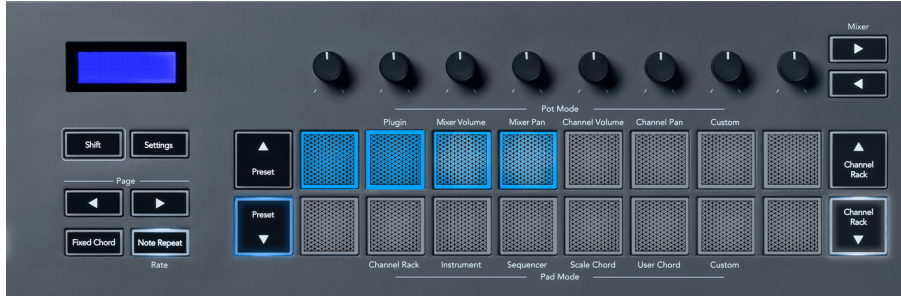 Mixer
Pot Mode
Plugin Mixer Volume Mixer Pan Channel Volume Channel Pan Custom
Shift Settings
Preset
Channel
Rack
Page
Preset
Channel
Rack
Fixed Chord Note Repeat
Rate
Channel Rack Instrument Sequencer Scale Chord User Chord Custom
Pad Mode